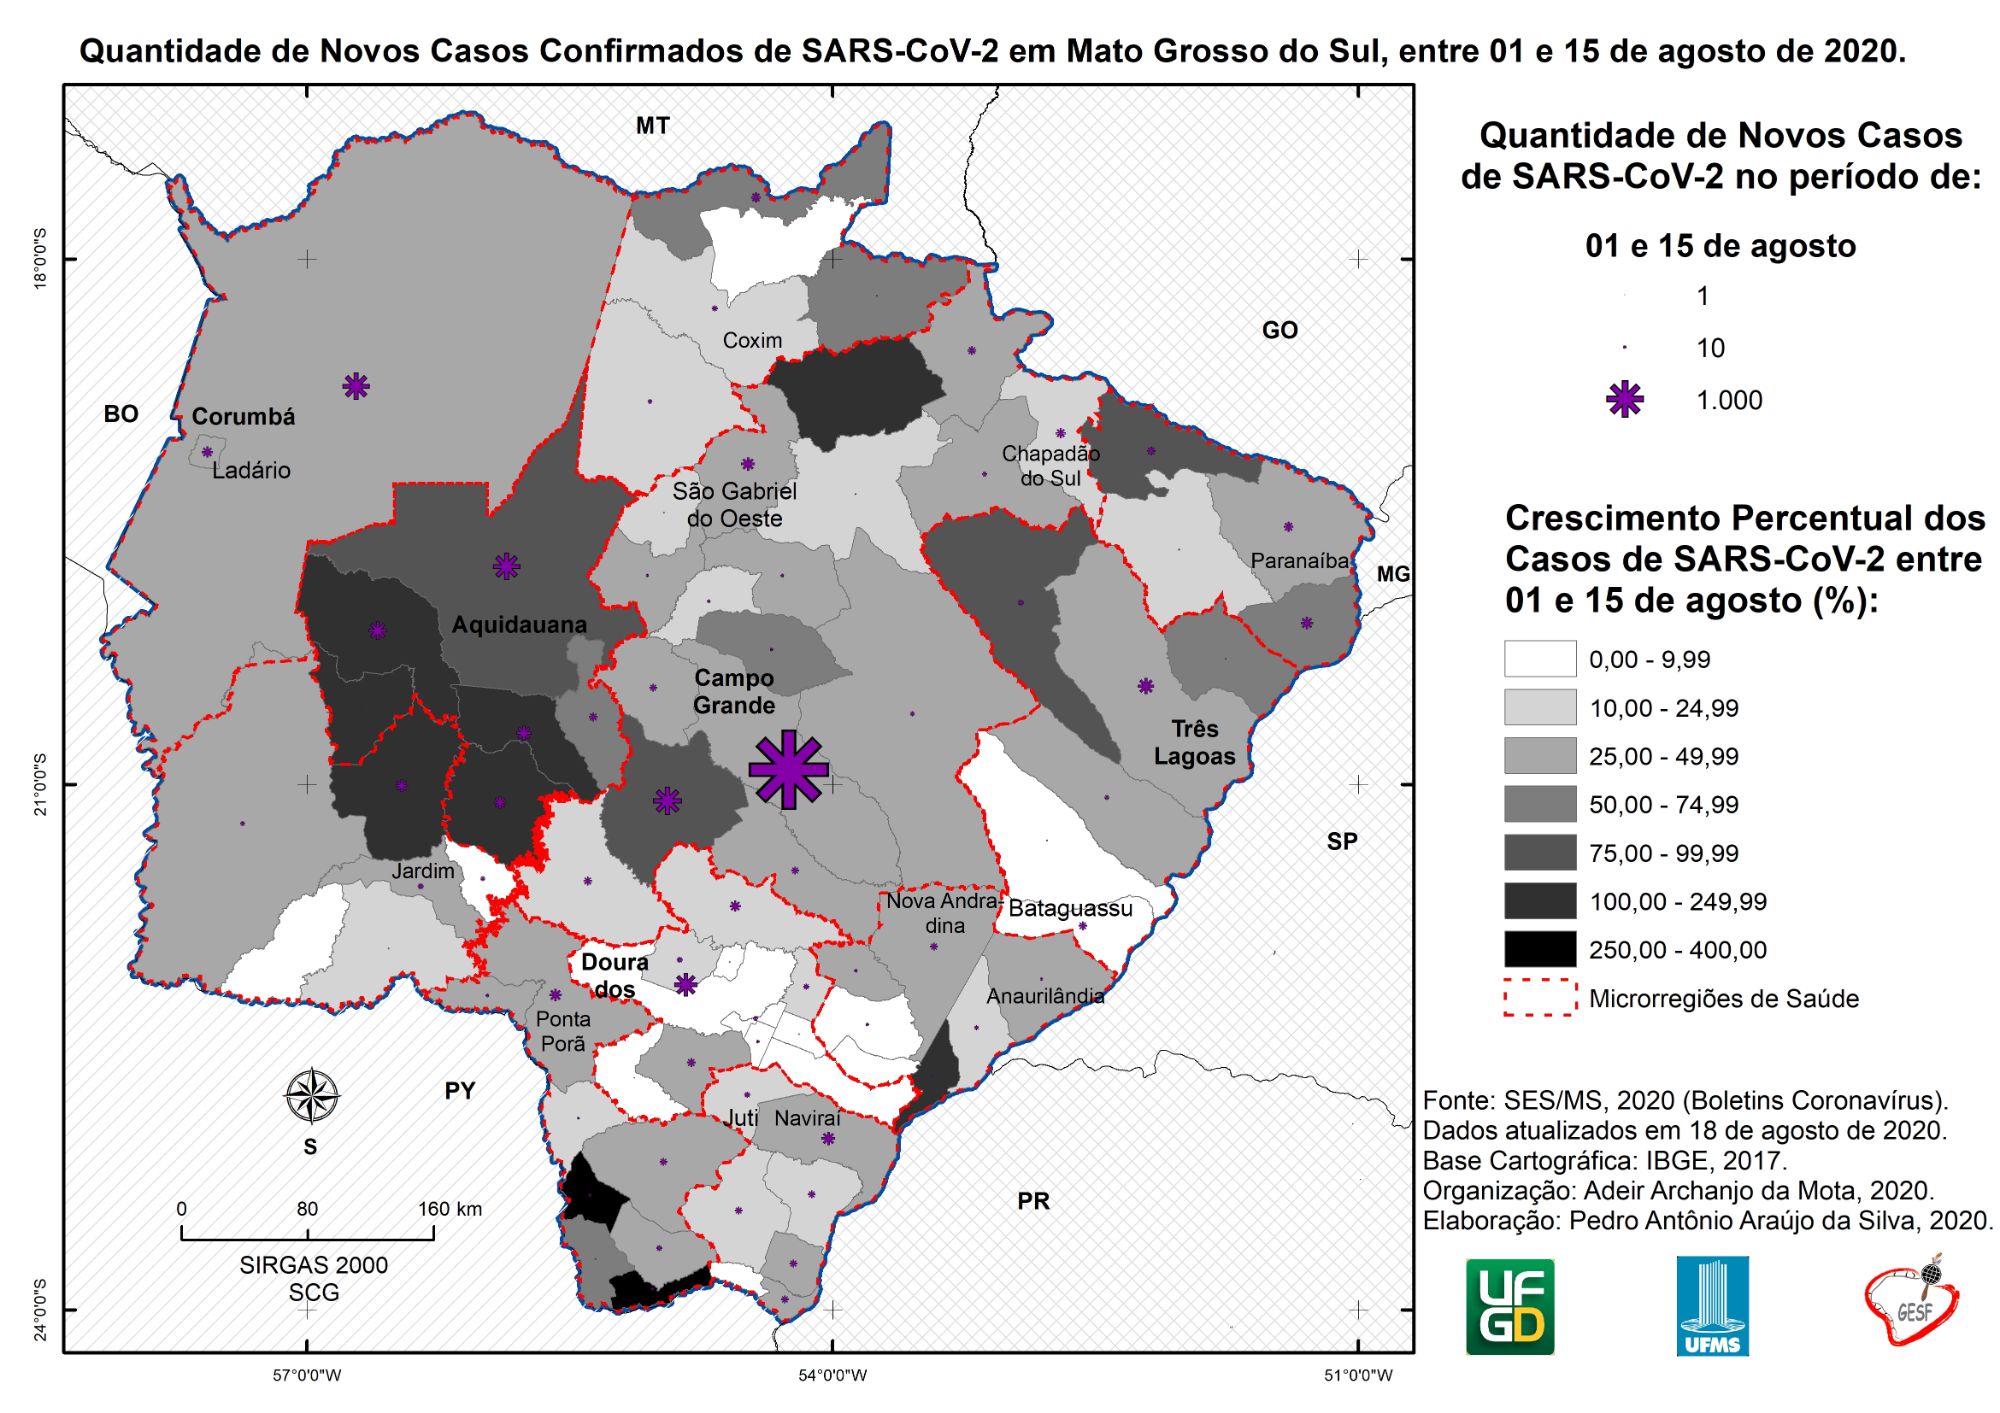 Quantidade de Novos Casos Confirmados de SARS-CoV-2 em Mato Grosso do Sul, entre 01 e 15 de agosto de 2020.
MT
GO
BO
MG
SP
PY
PR
18°0'0"S
21°0'0"S
24°0'0"S
57°0'0"W
54°0'0"W
51°0'0"W
Corumbá
Ladário
Coxim
São Gabriel
do Oeste
Chapadão
do Sul
Paranaíba
Aquidauana
Campo
Grande
Três
Lagoas
Jardim
Nova Andra-
dina
Bataguassu
Doura
dos
Anaurilândia
Ponta
Porã
Juti
Naviraí
S
0 80 160 km
SIRGAS 2000
SCG
Quantidade de Novos Casos
de SARS-CoV-2 no período de:
01 e 15 de agosto
1
10
1.000
Crescimento Percentual dos
Casos de SARS-CoV-2 entre
01 e 15 de agosto (%):
0,00 - 9,99
10,00 - 24,99
25,00 - 49,99
50,00 - 74,99
75,00 - 99,99
100,00 - 249,99
250,00 - 400,00
Microrregiões de Saúde
Fonte: SES/MS, 2020 (Boletins Coronavírus).
Dados atualizados em 18 de agosto de 2020.
Base Cartográfica: IBGE, 2017.
Organização: Adeir Archanjo da Mota, 2020.
Elaboração: Pedro Antônio Araújo da Silva, 2020.
UF
GD
UFMS
GESF